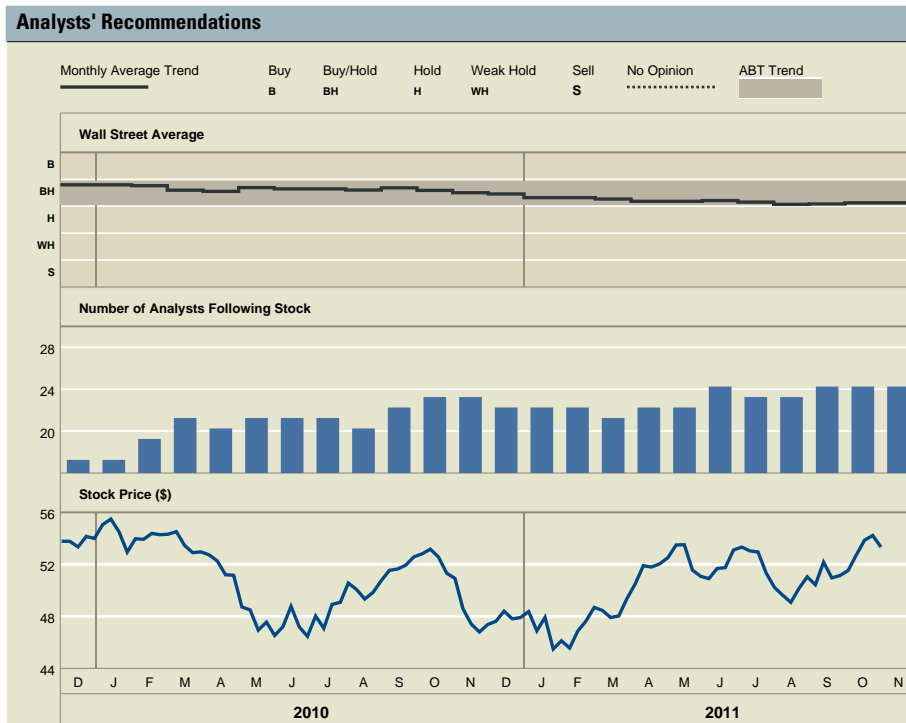 Analysts' Recommendations
Monthly Average Trend Buy Buy/Hold Hold Weak Hold Sell No Opinion ABT Trend
B BH H WH S
Wall Street Average
B
BH
H
WH
S
Number of Analysts Following Stock
28
24
20
Stock Price ($)
56
52
48
44
D J F M A M J J A S O N D J F M A M J J A S O N
2010 2011